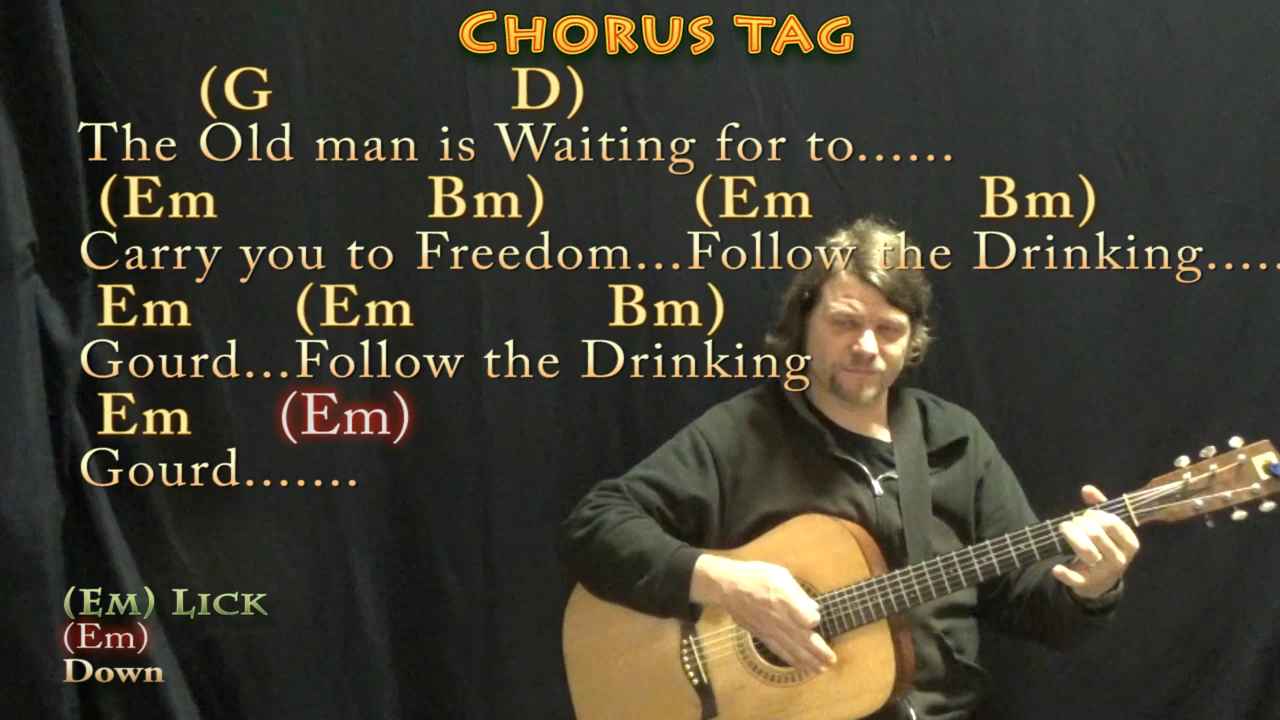 CHORUS TAG
(G D)
The Old man is Waiting for to......
(Em Bm) (Em Bm)
Carry you to Freedom...Follow the Drinking.....
Em (Em Bm)
Gourd...Follow the Drinking
Em (Em)
Gourd.......
(EM) LICK
(Em)
Down